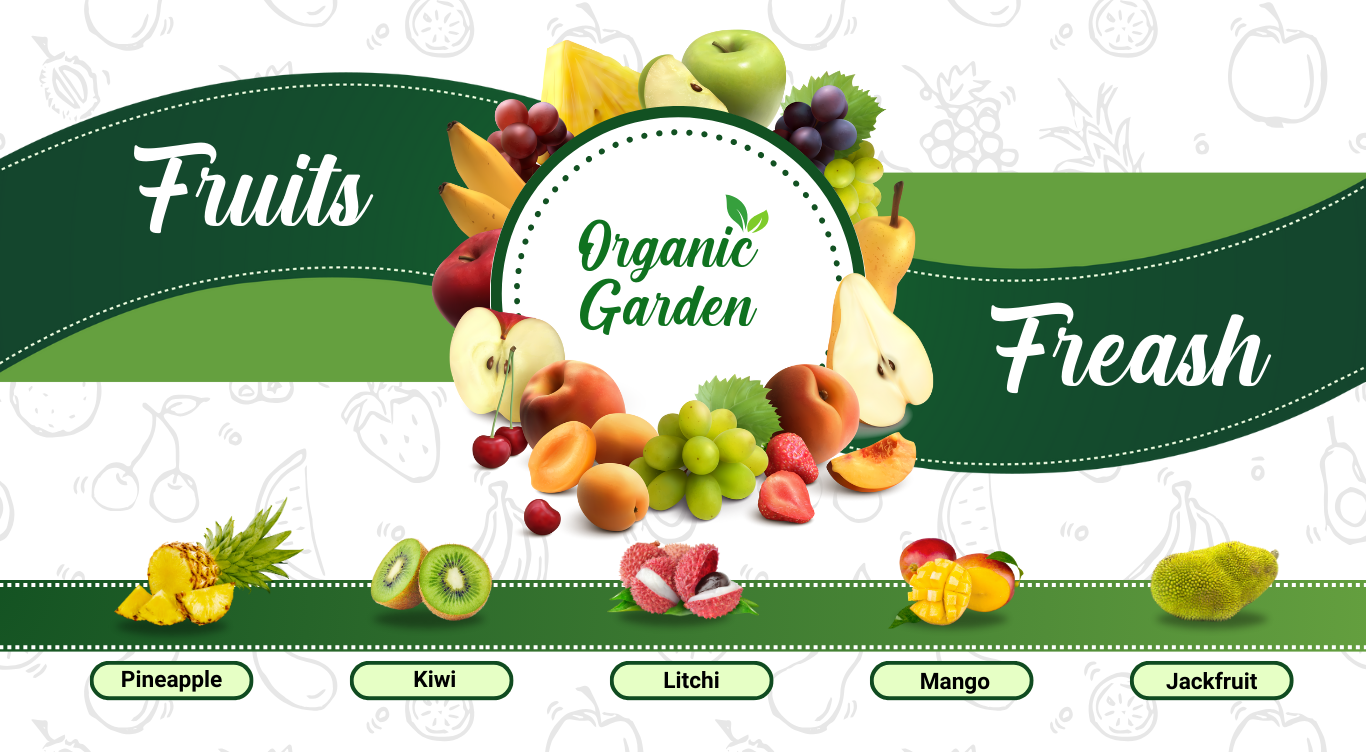 Fruits
Organic
Garden
Freash
Pineapple
Kiwi
Litchi
Mango
Jackfruit